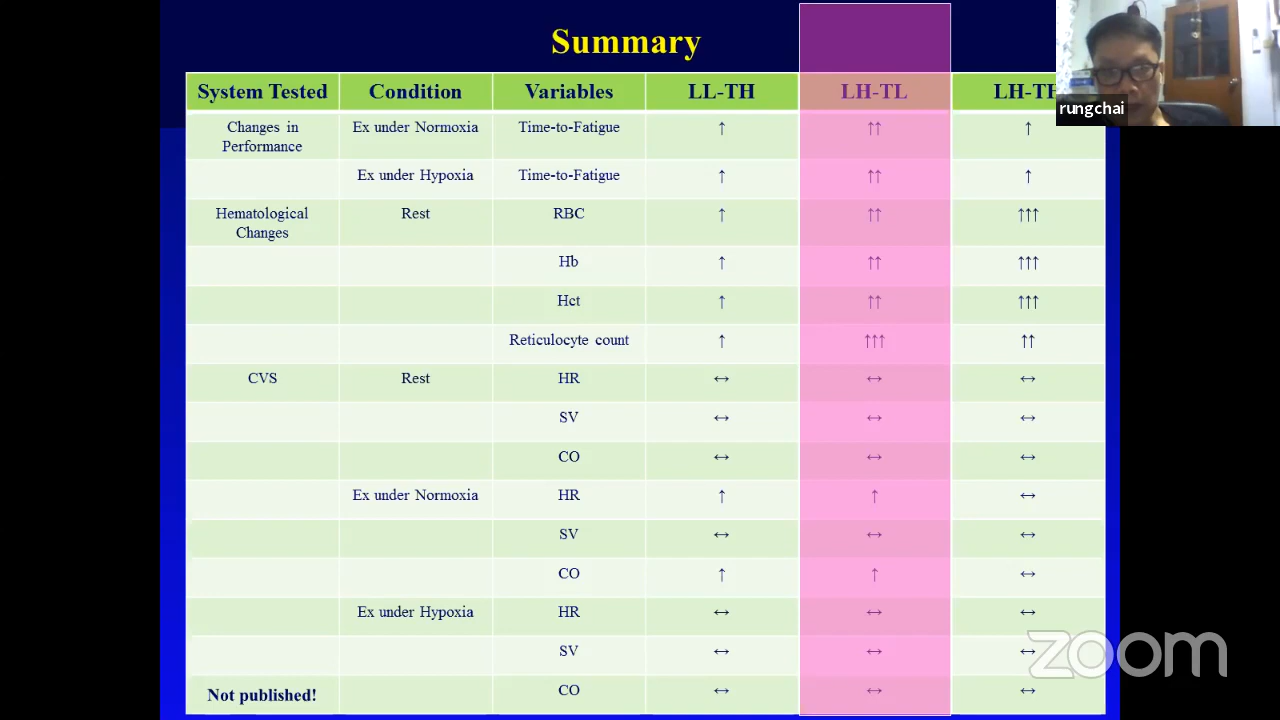 Summary
System Tested Condition Variables LL-TH LH-TL LH-TH
rungchai
Changes in Performance Ex under Normoxia Time-to-Fatigue ↑ ↑↑ ↑
Ex under Hypoxia Time-to-Fatigue ↑ ↑↑ ↑
Hematological Changes Rest RBC ↑ ↑↑ ↑↑↑
Hb ↑ ↑↑ ↑↑↑
Hct ↑ ↑↑ ↑↑↑
Reticulocyte count ↑ ↑↑↑ ↑↑
CVS Rest HR ↔ ↔ ↔
SV ↔ ↔ ↔
CO ↔ ↔ ↔
Ex under Normoxia HR ↑ ↑ ↔
SV ↔ ↔ ↔
CO ↑ ↑ ↔
Ex under Hypoxia HR ↔ ↔ ↔
SV ↔ ↔ ↔
Not published! CO ↔ ↔ ↔
zoom